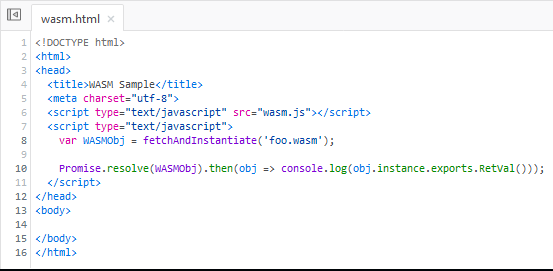 wasm.html ×
1 <!DOCTYPE html>
2 <html>
3 <head>
4 <title>WASM Sample</title>
5 <meta charset="utf-8">
6 <script type="text/javascript" src="wasm.js"></script>
7 <script type="text/javascript">
8 var WASMObj = fetchAndInstantiate('foo.wasm');
9
10 Promise.resolve(WASMObj).then(obj => console.log(obj.instance.exports.RetVal()));
11 </script>
12 </head>
13 <body>
14
15 </body>
16 </html>